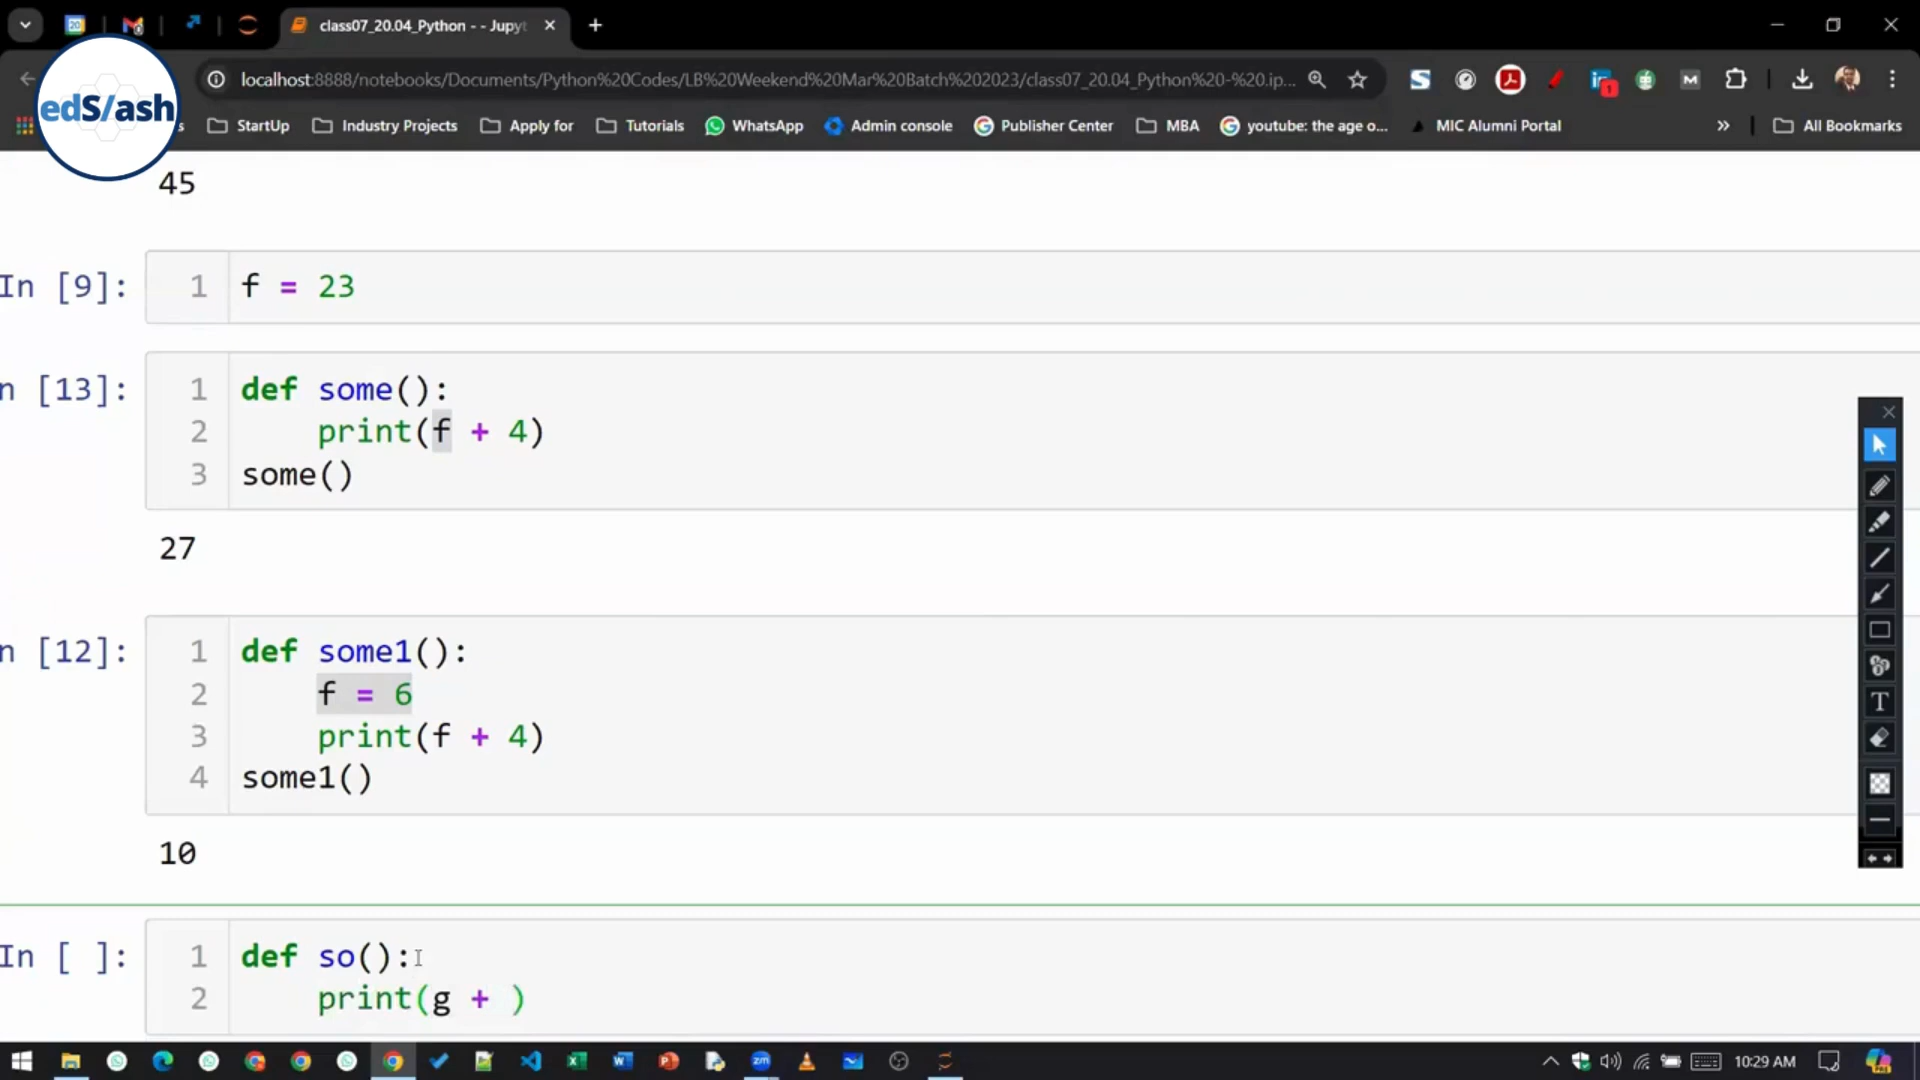 class07_20.04_Python - - Jupyt
localhost:8888/notebooks/Documents/Python%20Codes/LB%20Weekend%20Mar%20Batch%202023/class07_20.04_Python%20-%20.ip...
edS/ash
s
StartUp
Industry Projects
Apply for
Tutorials
WhatsApp
Admin console
Publisher Center
MBA
youtube: the age o...
MIC Alumni Portal
»
All Bookmarks
45
In [9]:
1 f = 23
n [13]:
1 def some():
2 print(f + 4)
3 some()
27
n [12]:
1 def some1():
2 f = 6
3 print(f + 4)
4 some1()
10
In [ ]:
1 def so():
2 print(g + )
T
10:29 AM